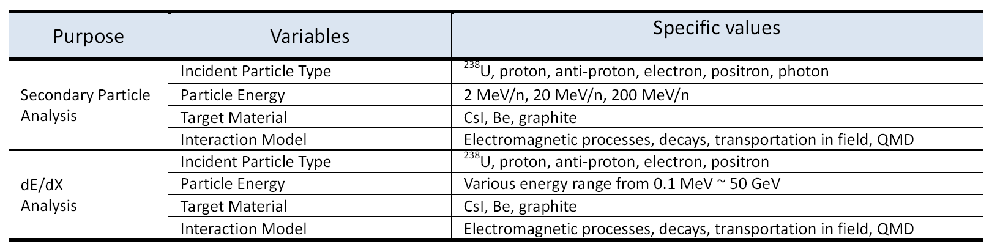 Purpose Variables Specific values
Incident Particle Type ²³⁸U, proton, anti-proton, electron, positron, photon
Secondary Particle
Analysis
Particle Energy 2 MeV/n, 20 MeV/n, 200 MeV/n
Target Material CsI, Be, graphite
Interaction Model Electromagnetic processes, decays, transportation in field, QMD
Incident Particle Type ²³⁸U, proton, anti-proton, electron, positron
dE/dX
Analysis
Particle Energy Various energy range from 0.1 MeV ~ 50 GeV
Target Material CsI, Be, graphite
Interaction Model Electromagnetic processes, decays, transportation in field, QMD